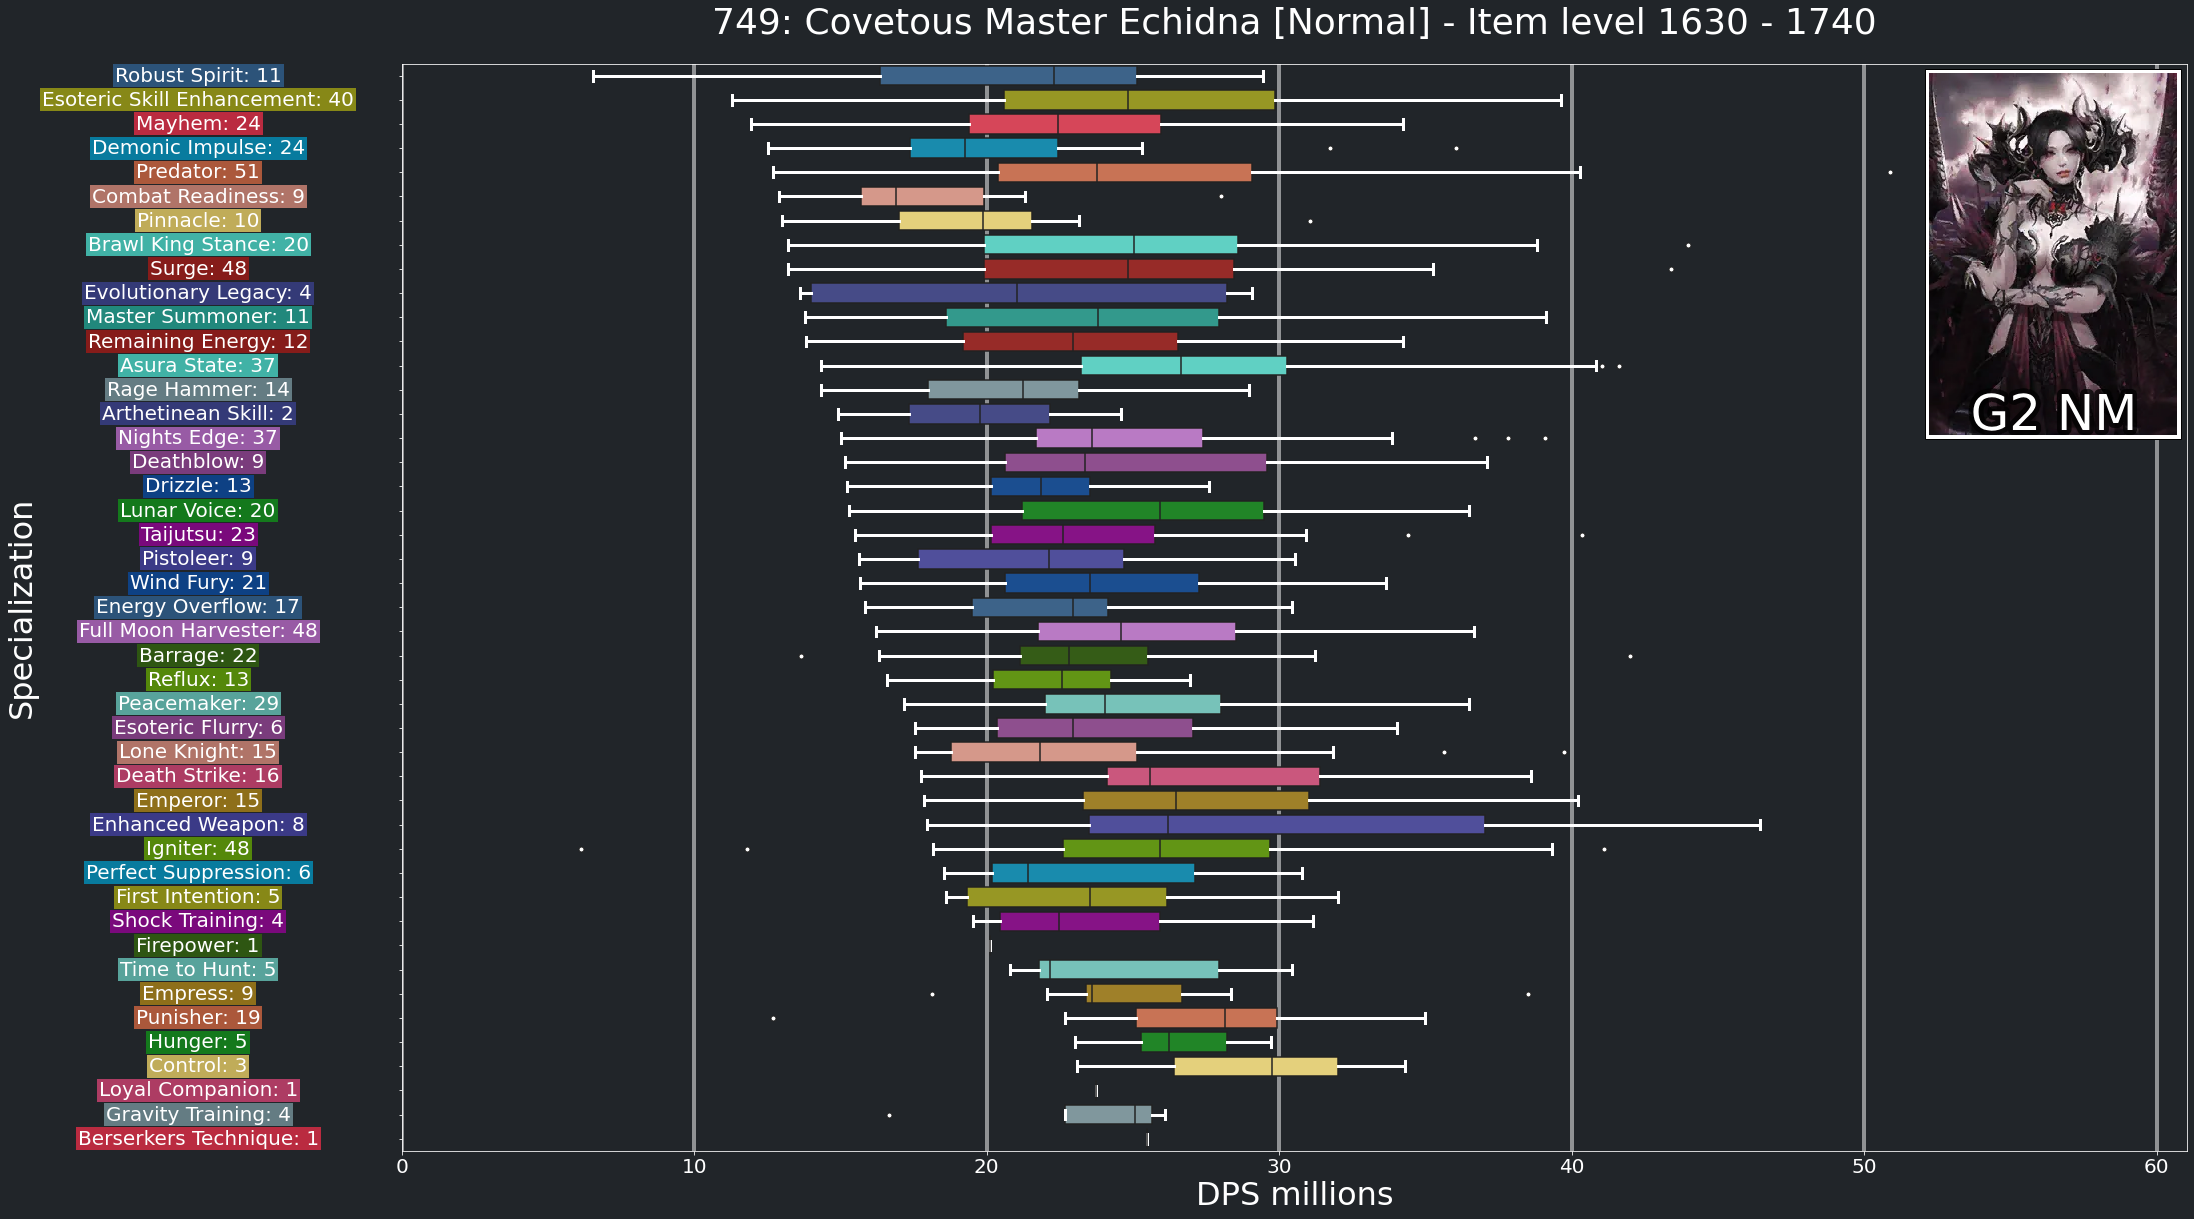 749: Covetous Master Echidna [Normal] - Item level 1630 - 1740
Robust Spirit: 11
Esoteric Skill Enhancement: 40
Mayhem: 24
Demonic Impulse: 24
Predator: 51
Combat Readiness: 9
Pinnacle: 10
Brawl King Stance: 20
Surge: 48
Evolutionary Legacy: 4
Master Summoner: 11
Remaining Energy: 12
Asura State: 37
Rage Hammer: 14
Arthetinean Skill: 2
Nights Edge: 37
Deathblow: 9
Drizzle: 13
Lunar Voice: 20
Taijutsu: 23
Pistoleer: 9
Wind Fury: 21
Energy Overflow: 17
Full Moon Harvester: 48
Barrage: 22
Reflux: 13
Peacemaker: 29
Esoteric Flurry: 6
Lone Knight: 15
Death Strike: 16
Emperor: 15
Enhanced Weapon: 8
Igniter: 48
Perfect Suppression: 6
First Intention: 5
Shock Training: 4
Firepower: 1
Time to Hunt: 5
Empress: 9
Punisher: 19
Hunger: 5
Control: 3
Loyal Companion: 1
Gravity Training: 4
Berserkers Technique: 1
Specialization
G2 NM
0 10 20 30 40 50 60
DPS millions